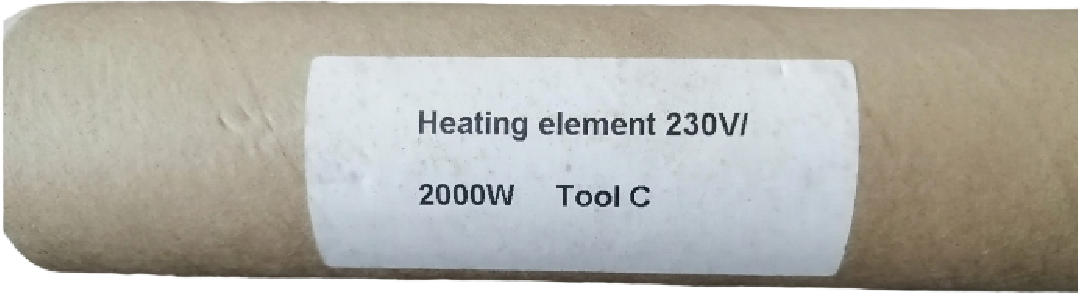 Heating element 230V/
2000W Tool C